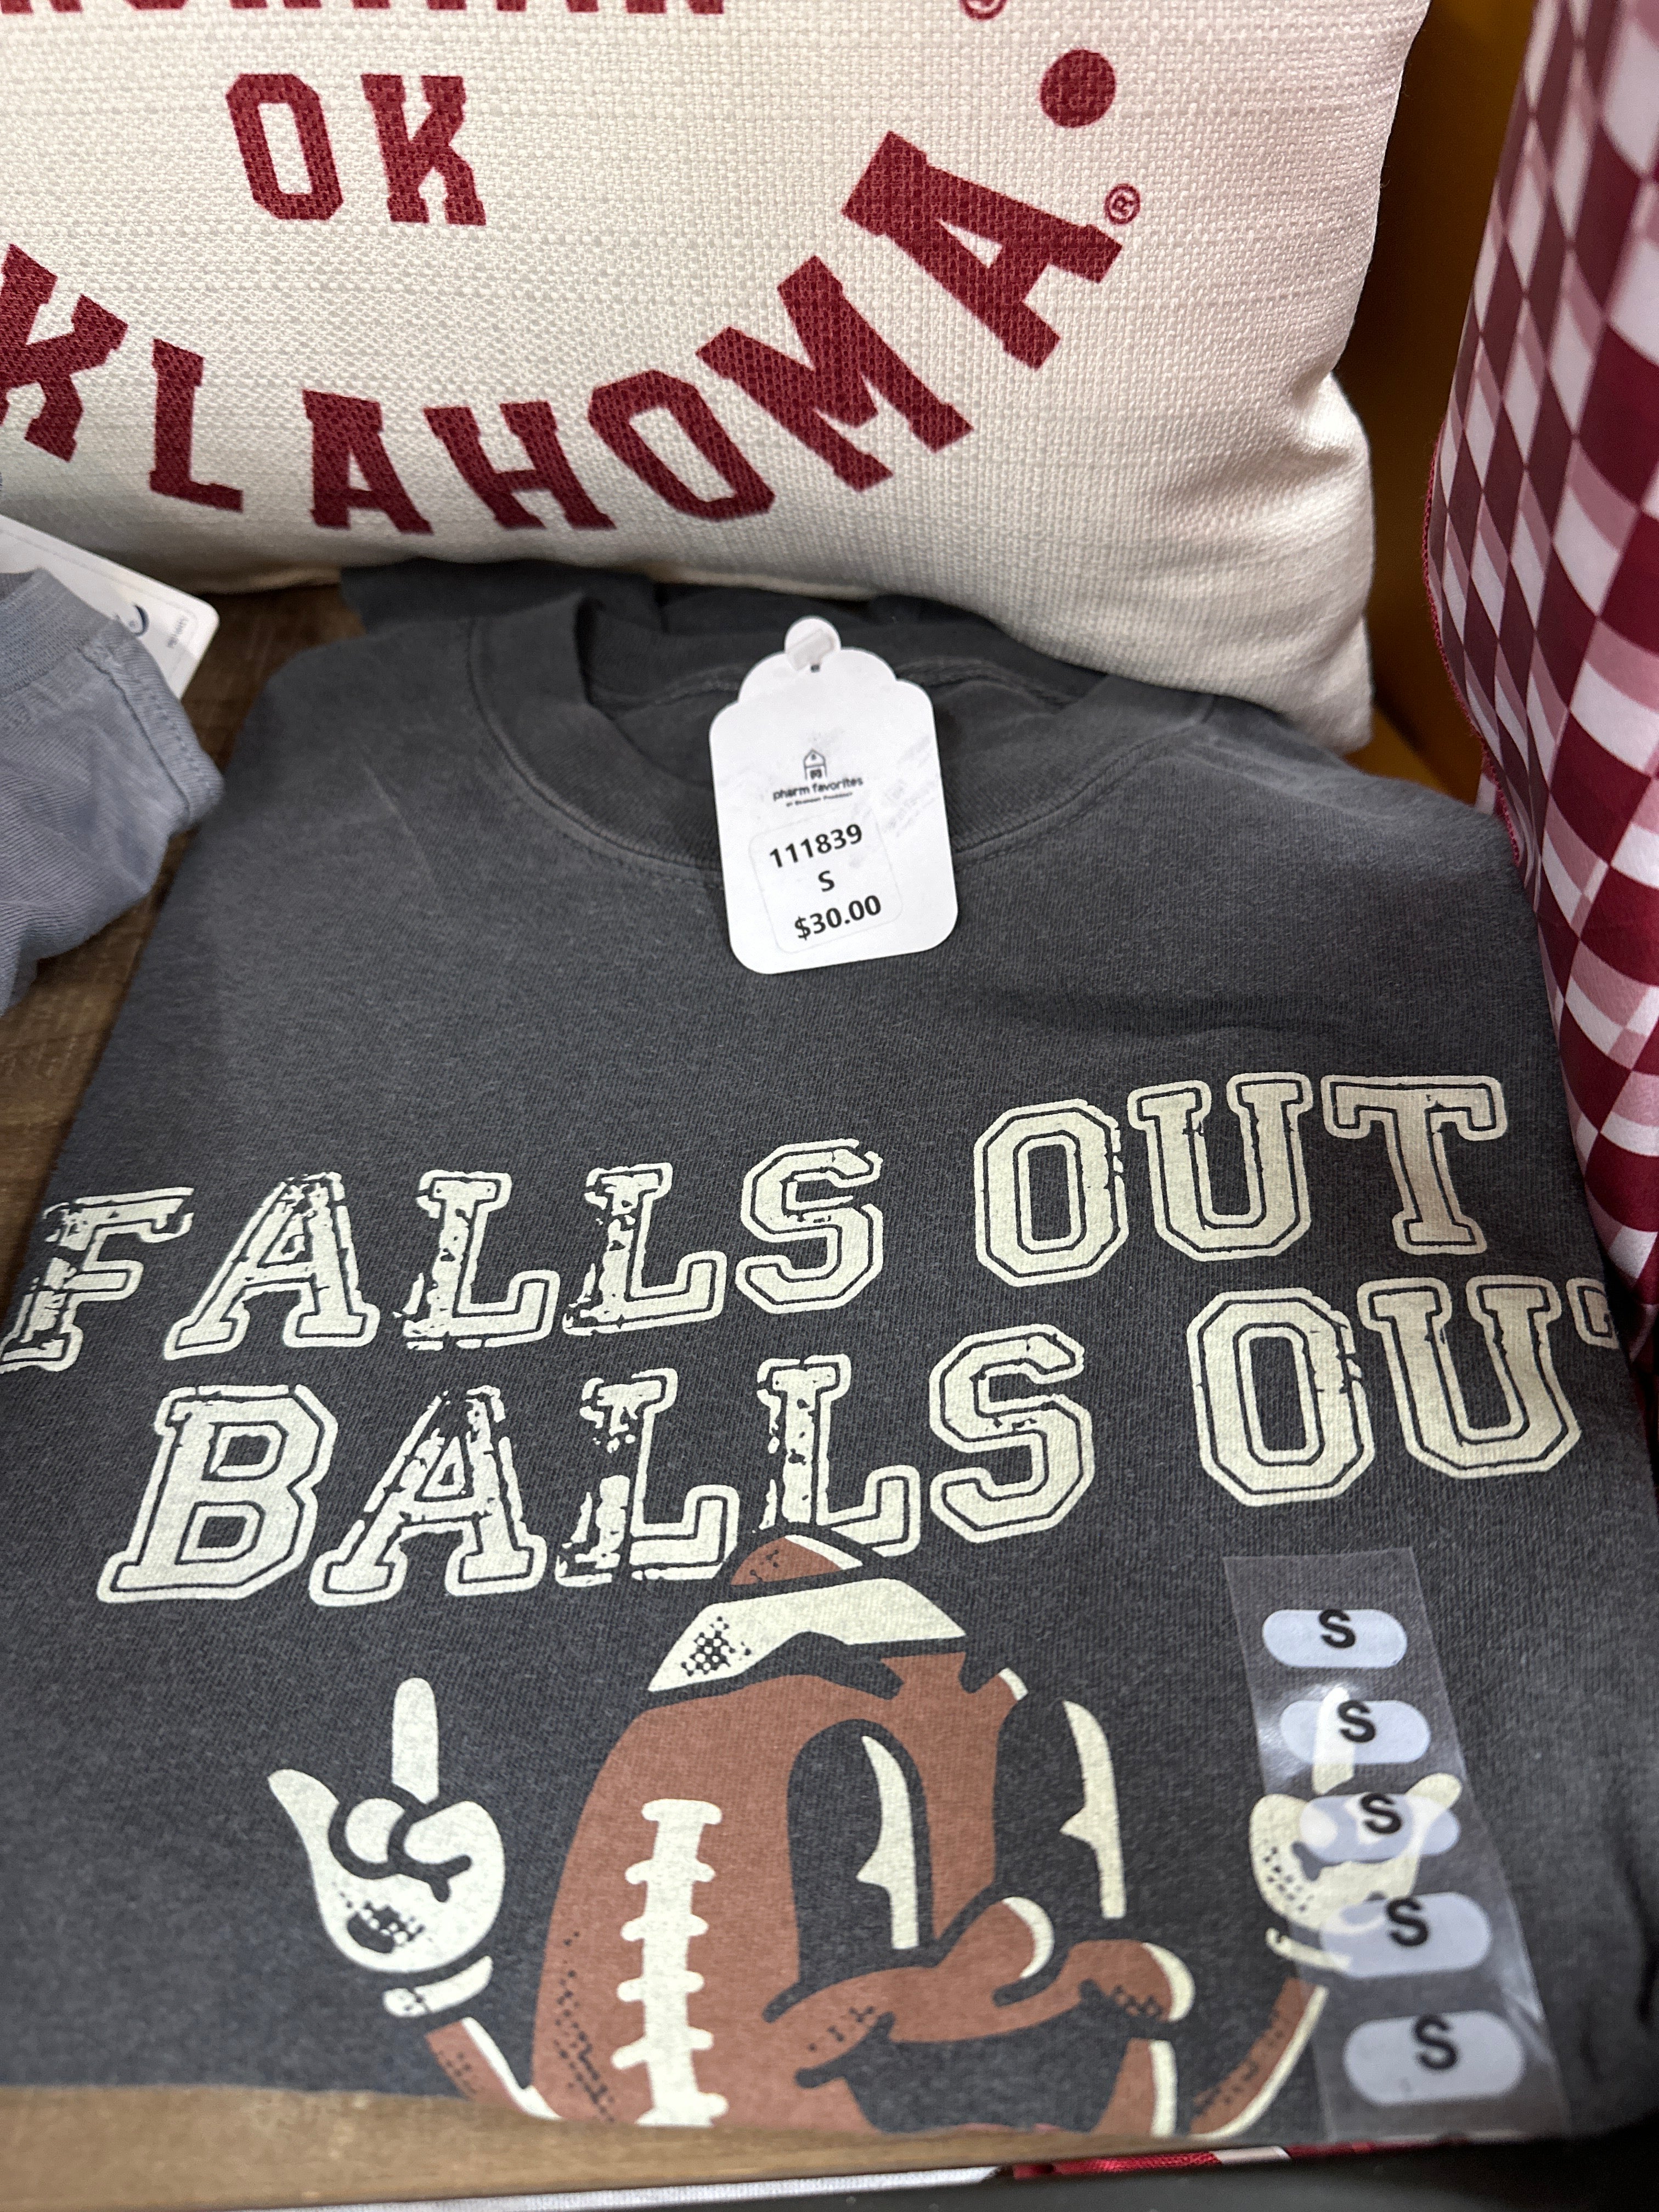 OK
KLAHOMA.®
pharm favorites
111839
S
$30.00
FALLS OUT
BALLS OU
S
S
S
S
S